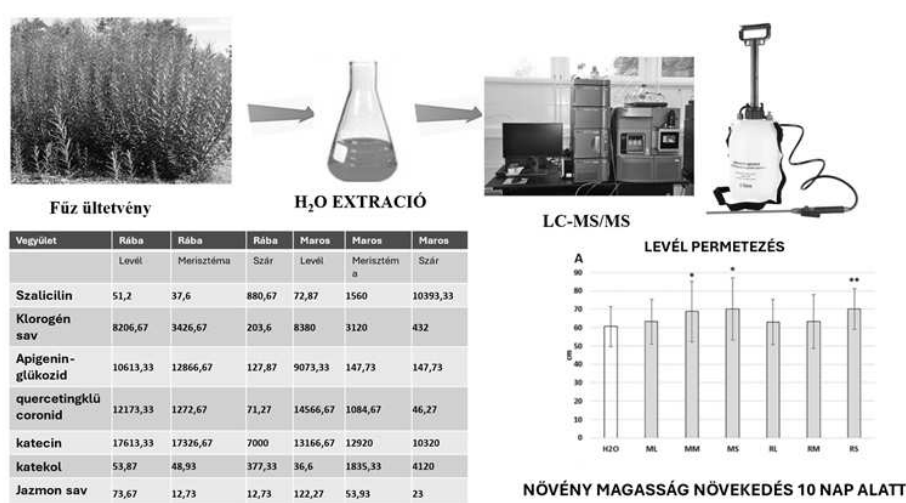 Fűz ültetvény
H₂O EXTRACIÓ
LC-MS/MS
LEVÉL PERMETEZÉS
Vegyület Rába Rába Rába Maros Maros Maros
Levél Merisztéma Szár Levél Merisztém Szár
a
Szalicilin 51,2 37,6 880,67 72,87 1560 10393,33
Klorogén
sav 8206,67 3426,67 203,6 8380 3120 432
Apigenin-
glükozid 10613,33 12866,67 127,87 9073,33 147,73 147,73
quercetingklü
coronid 12173,33 1272,67 71,27 14566,67 1084,67 46,27
katecin 17613,33 17326,67 7000 13166,67 12920 10320
katekol 53,87 48,93 377,33 36,6 1835,33 4120
Jazmon sav 73,67 12,73 12,73 122,27 53,93 23
A
90
80
70
60
50
40
30
20
10
0
cm
* * **
H2O ML MM MS RL RM RS
NÖVÉNY MAGASSÁG NÖVEKEDÉS 10 NAP ALATT